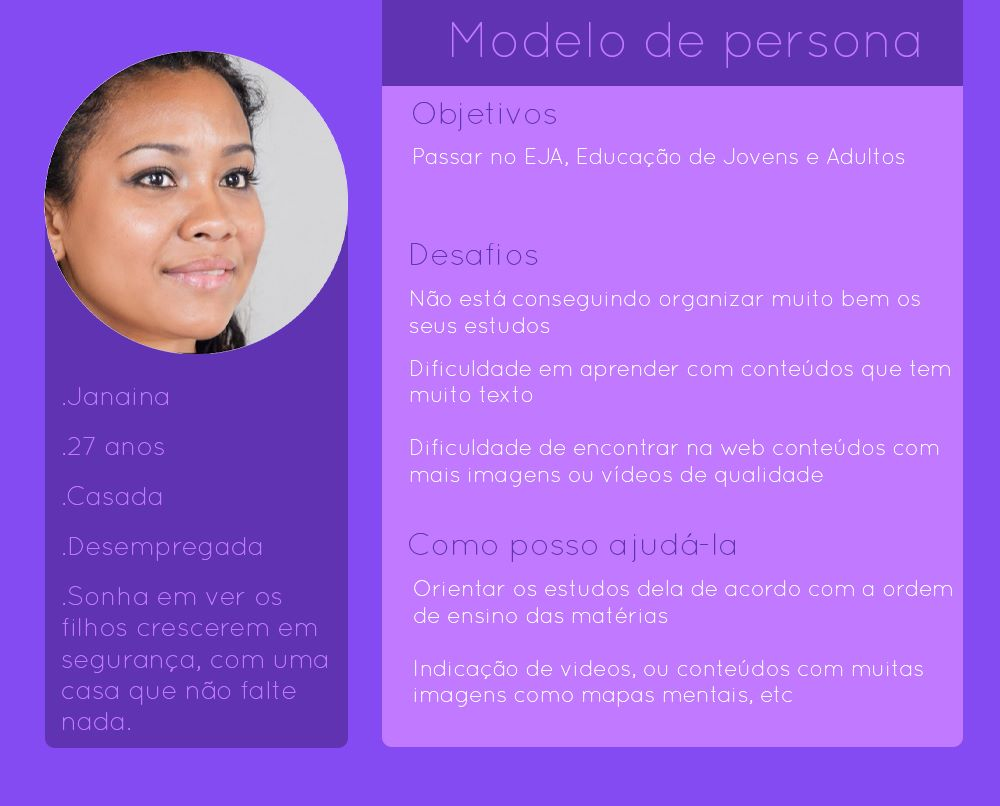 Modelo de persona
Objetivos
Passar no EJA, Educação de Jovens e Adultos
Desafios
Não está conseguindo organizar muito bem os
seus estudos
Dificuldade em aprender com conteúdos que tem
muito texto
Dificuldade de encontrar na web conteúdos com
mais imagens ou vídeos de qualidade
Como posso ajudá-la
Orientar os estudos dela de acordo com a ordem
de ensino das matérias
Indicação de videos, ou conteúdos com muitas
imagens como mapas mentais, etc
.Janaina
.27 anos
.Casada
.Desempregada
.Sonha em ver os
filhos crescerem em
segurança, com uma
casa que não falte
nada.